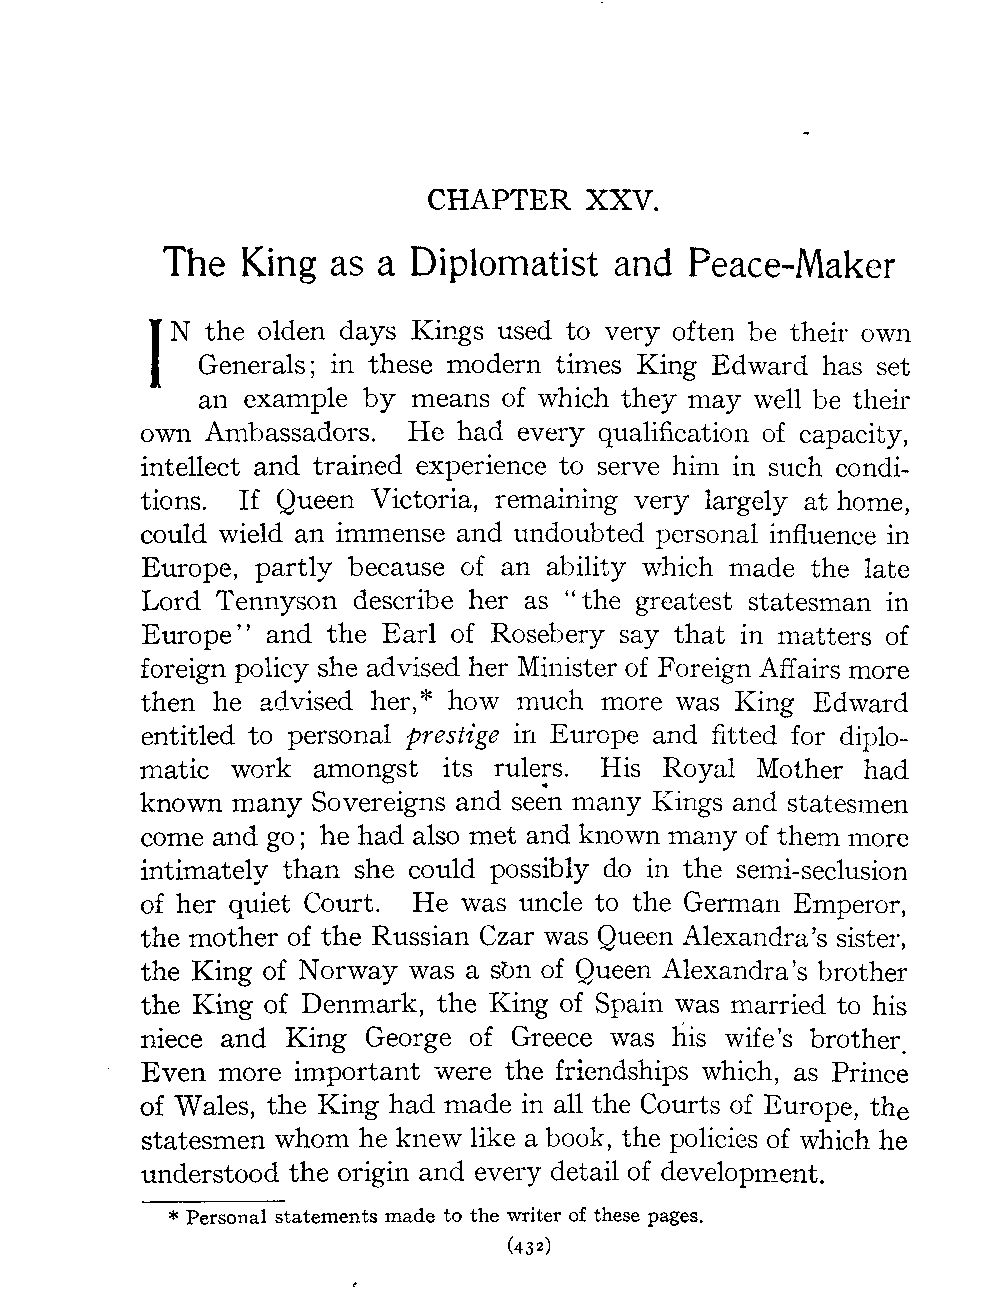 CHAPTER XXV.
The King as a Diplomatist and Peace-Maker
IN the olden days Kings used to very often be their own
Generals; in these modern times King Edward has set
an example by means of which they may well be their
own Ambassadors. He had every qualification of capacity,
intellect and trained experience to serve him in such condi-
tions. If Queen Victoria, remaining very largely at home,
could wield an immense and undoubted personal influence in
Europe, partly because of an ability which made the late
Lord Tennyson describe her as "the greatest statesman in
Europe" and the Earl of Rosebery say that in matters of
foreign policy she advised her Minister of Foreign Affairs more
then he advised her,* how much more was King Edward
entitled to personal prestige in Europe and fitted for diplo-
matic work amongst its rulers. His Royal Mother had
known many Sovereigns and seen many Kings and statesmen
come and go; he had also met and known many of them more
intimately than she could possibly do in the semi-seclusion
of her quiet Court. He was uncle to the German Emperor,
the mother of the Russian Czar was Queen Alexandra's sister,
the King of Norway was a son of Queen Alexandra's brother
the King of Denmark, the King of Spain was married to his
niece and King George of Greece was his wife's brother.
Even more important were the friendships which, as Prince
of Wales, the King had made in all the Courts of Europe, the
statesmen whom he knew like a book, the policies of which he
understood the origin and every detail of development.
* Personal statements made to the writer of these pages.
(432)